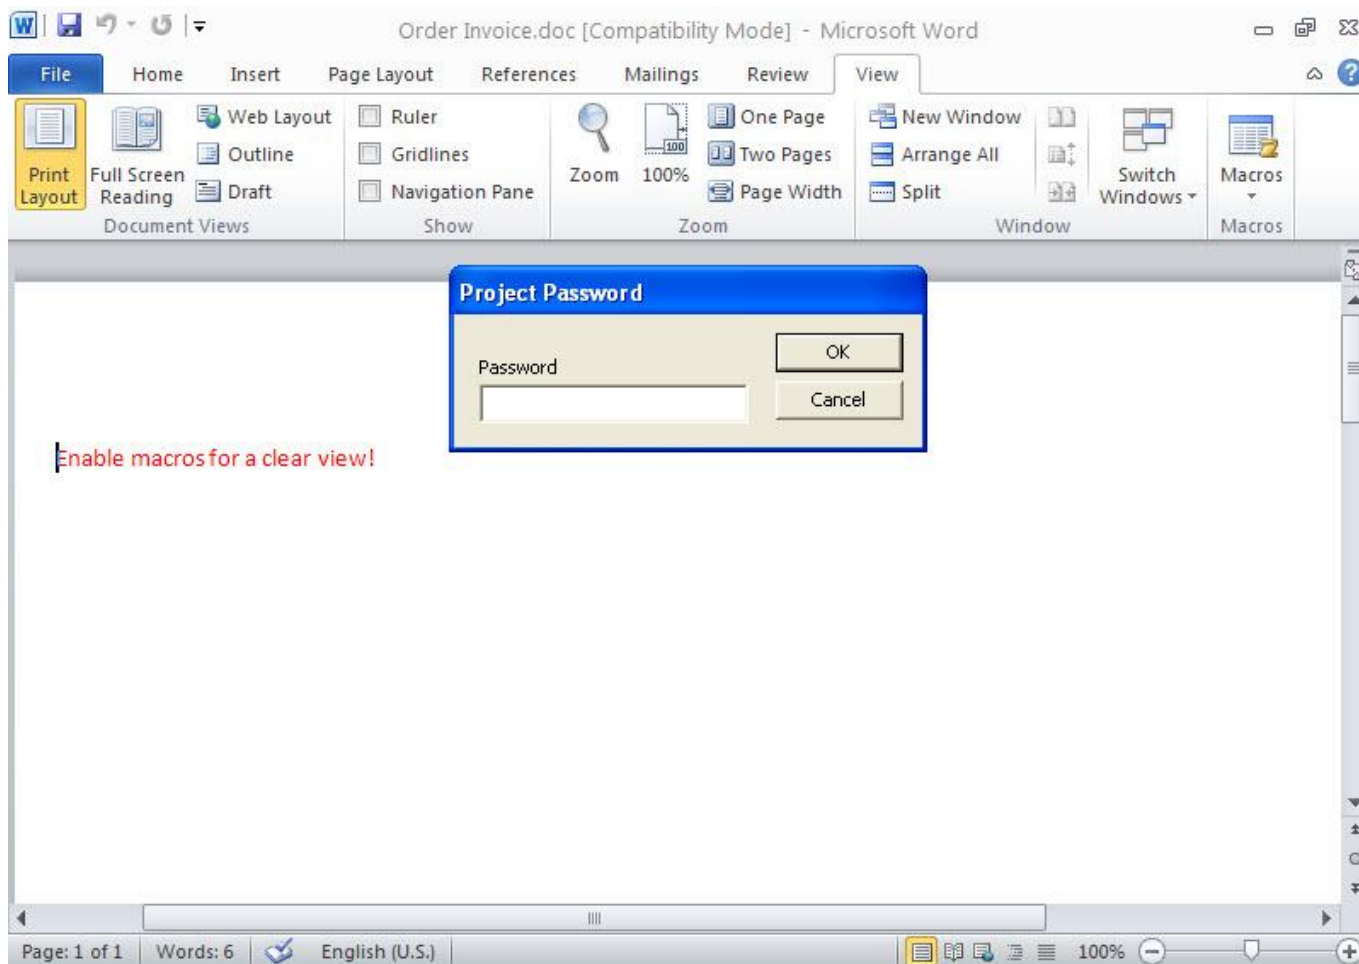 Order Invoice.doc [Compatibility Mode] - Microsoft Word
File Home Insert Page Layout References Mailings Review View
Web Layout Ruler One Page New Window
Outline Gridlines Two Pages Arrange All
Print Layout Full Screen Reading Draft Navigation Pane Zoom 100% Page Width Split Switch Windows Macros
Document Views Show Zoom Window Macros
Project Password
OK
Password
Cancel
Enable macros for a clear view!
Page: 1 of 1 Words: 6 English (U.S.) 100%